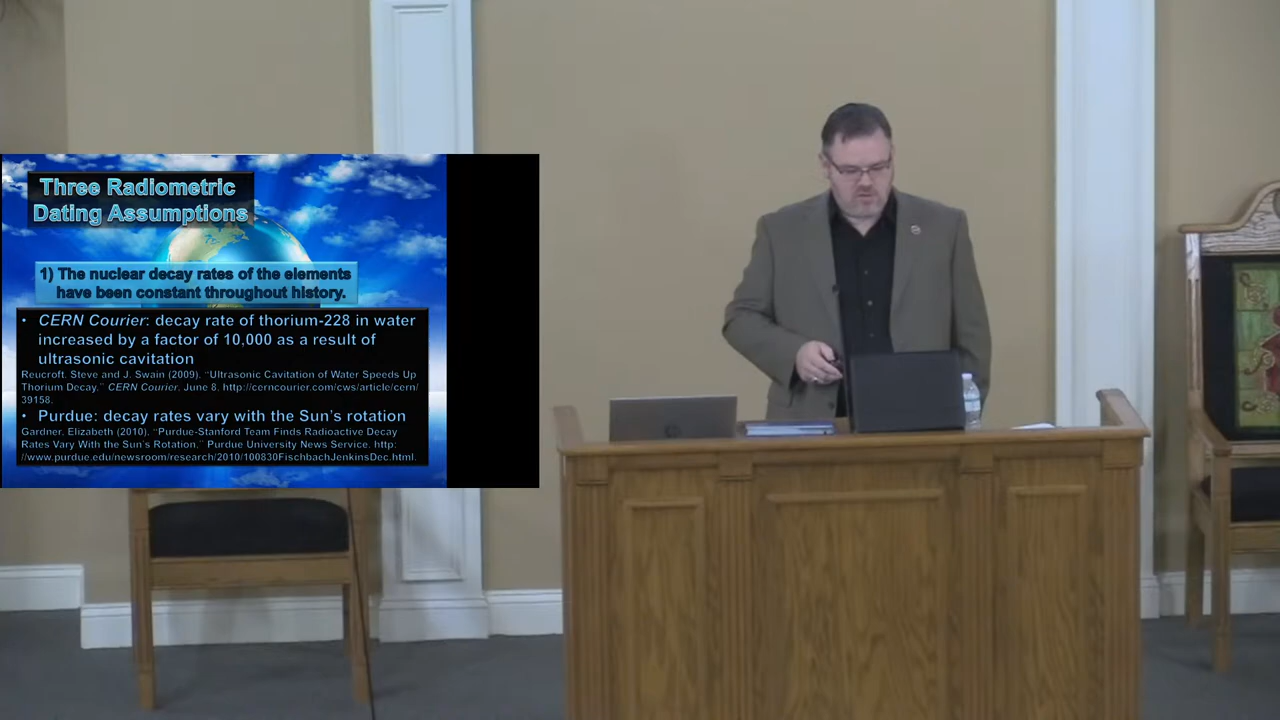 Three Radiometric
Dating Assumptions
1) The nuclear decay rates of the elements
have been constant throughout history.
• CERN Courier: decay rate of thorium-228 in water
increased by a factor of 10,000 as a result of
ultrasonic cavitation
Reucroft, Steve and J. Swain (2009). “Ultrasonic Cavitation of Water Speeds Up
Thorium Decay,” CERN Courier. June 8. http://cerncourier.com/cws/article/cern/
39158.
• Purdue: decay rates vary with the Sun’s rotation
Gardner, Elizabeth (2010), “Purdue-Stanford Team Finds Radioactive Decay
Rates Vary With the Sun’s Rotation,” Purdue University News Service. http:
//www.purdue.edu/newsroom/research/2010/100830FischbachJenkinsDec.html.